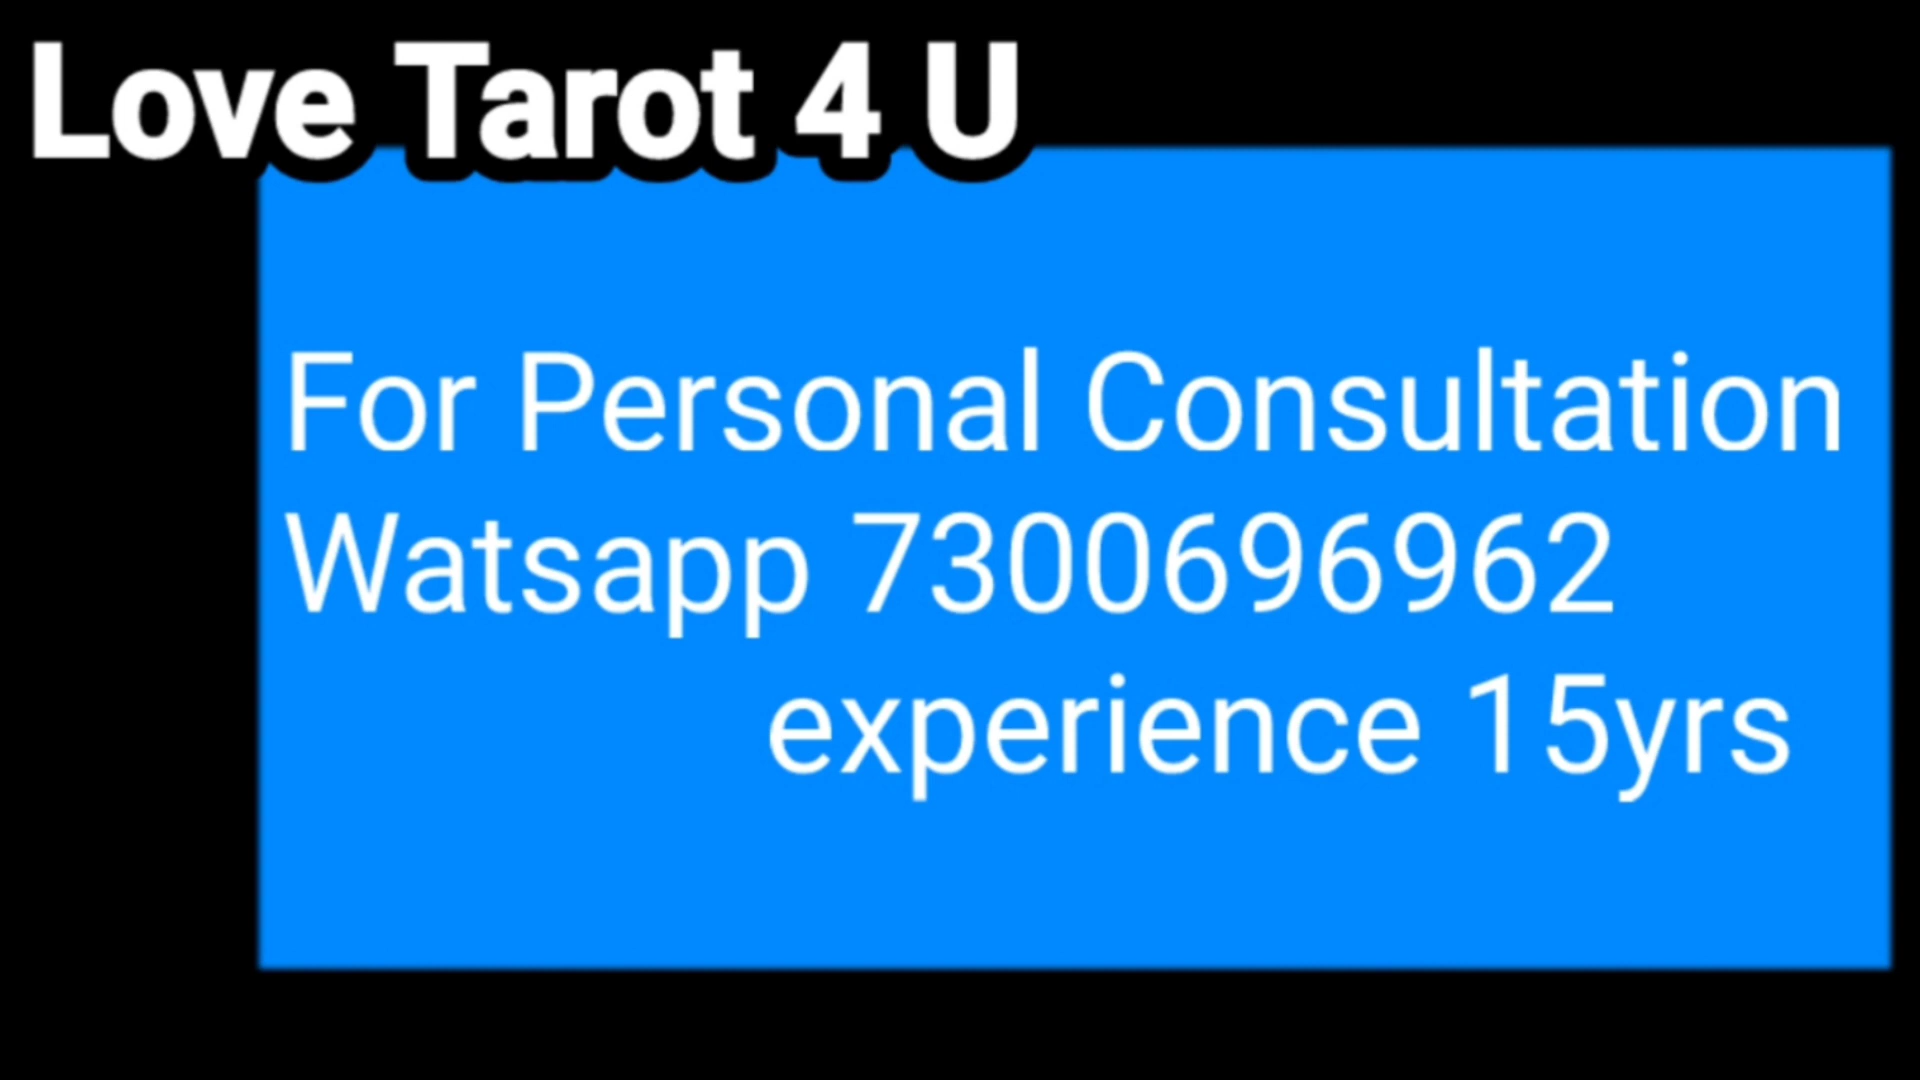 Love Tarot 4 U
For Personal Consultation
Watsapp 7300696962
experience 15yrs